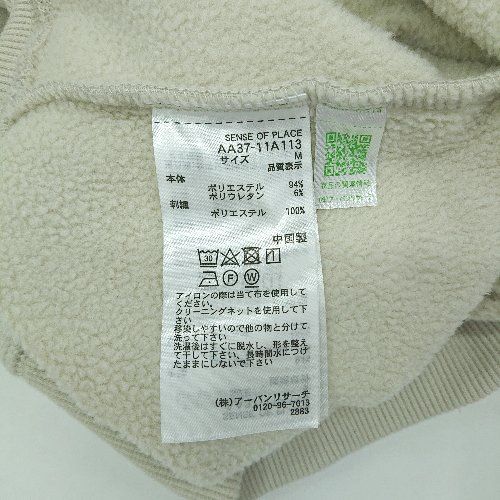 SENSE OF PLACE
AA37-11A113
サイズ M
品質表示
本体
ポリエステル 94%
ポリウレタン 6%
刺繍
ポリエステル 100%
中国製
30
F
W
アイロンの際は当て布を使用して
ください。
クリーニングネットを使用して下
さい
移染しやすいので他の物と分けて
洗って下さい
洗濯後はすぐに脱水し、形を整え
て干して下さい、長時間水につけ
たままにしないで下さい
(株)アーバンリサーチ
0120-96-7013
2883